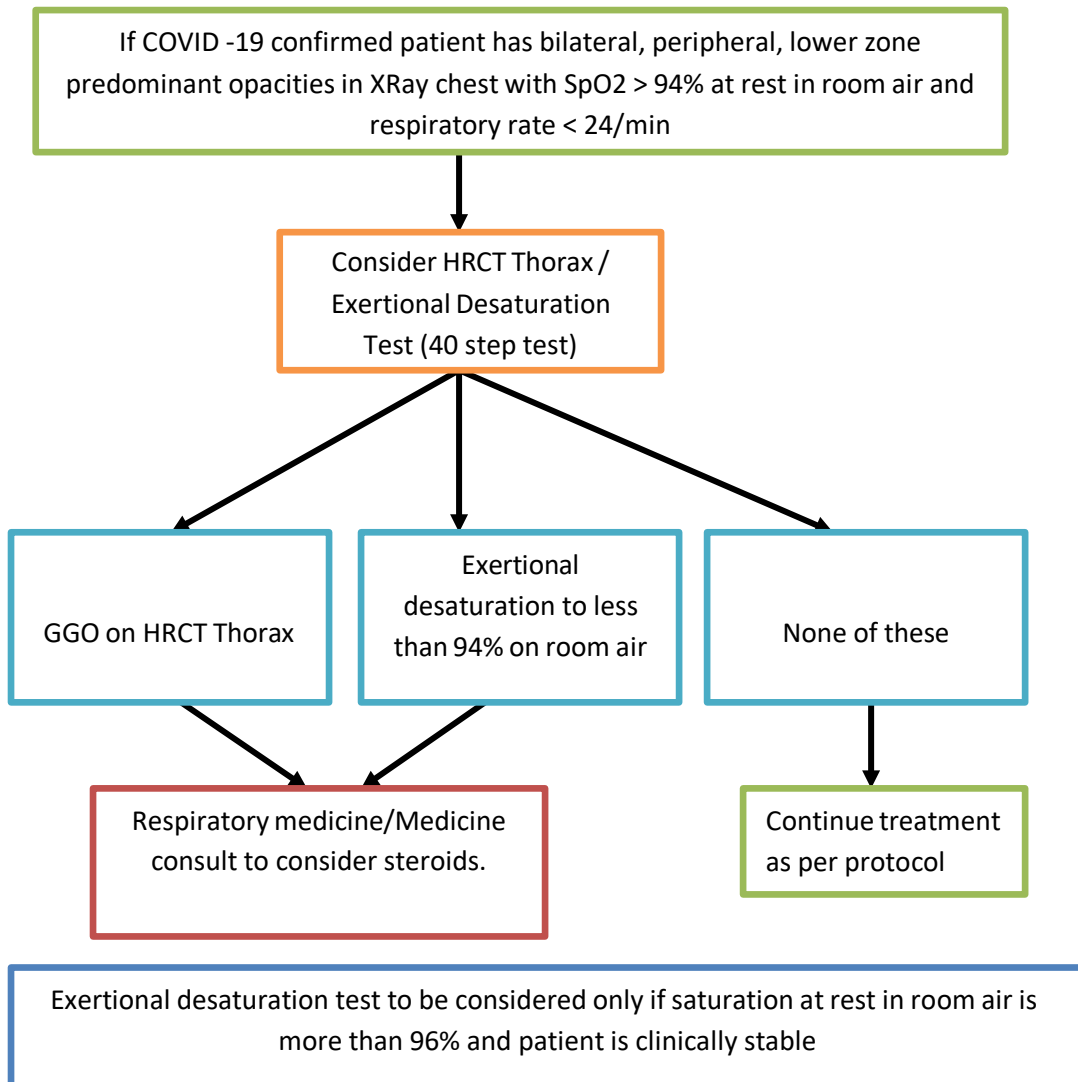 If COVID -19 confirmed patient has bilateral, peripheral, lower zone
predominant opacities in XRay chest with SpO2 > 94% at rest in room air and
respiratory rate < 24/min
Consider HRCT Thorax /
Exertional Desaturation
Test (40 step test)
GGO on HRCT Thorax
Exertional
desaturation to less
than 94% on room air
None of these
Respiratory medicine/Medicine
consult to consider steroids.
Continue treatment
as per protocol
Exertional desaturation test to be considered only if saturation at rest in room air is
more than 96% and patient is clinically stable